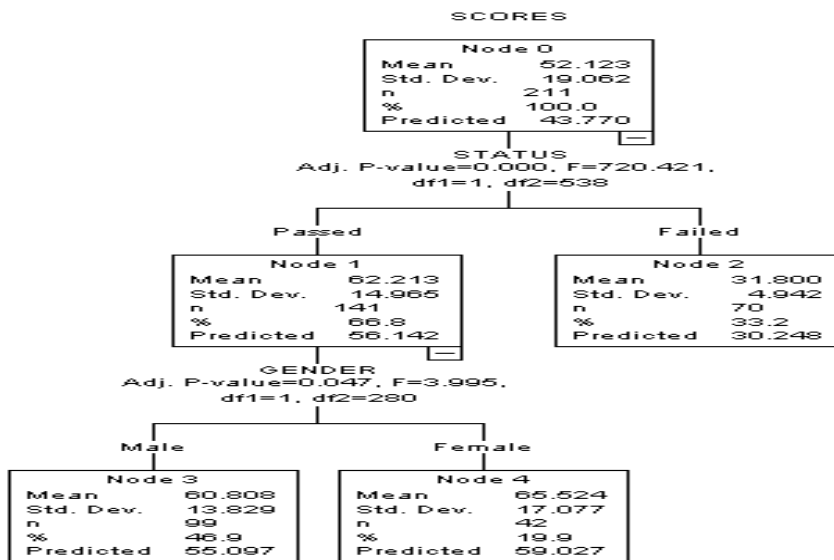 SCORES
Node 0
Mean 52.123
Std. Dev. 19.062
n 211
% 100.0
Predicted 43.770
STATUS
Adj. P-value=0.000, F=720.421,
df1=1, df2=538
Passed
Failed
Node 1
Mean 62.213
Std. Dev. 14.965
n 141
% 66.8
Predicted 56.142
Node 2
Mean 31.800
Std. Dev. 4.942
n 70
% 33.2
Predicted 30.248
GENDER
Adj. P-value=0.047, F=3.995,
df1=1, df2=280
Male
Female
Node 3
Mean 60.808
Std. Dev. 13.829
n 99
% 46.9
Predicted 55.097
Node 4
Mean 65.524
Std. Dev. 17.077
n 42
% 19.9
Predicted 59.027